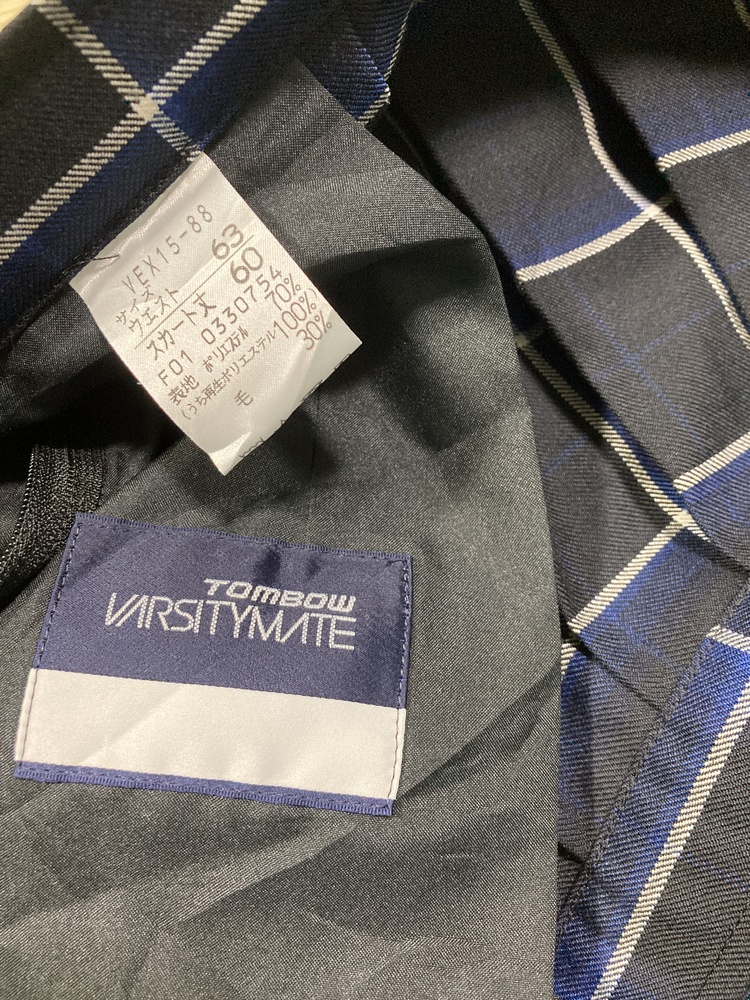 VEX15-88
サイズ
ウエスト 63
スカート丈 60
F01 0330754
表地 ポリエステル 70%
(うち再生ポリエステル100%)
毛 30%
TOMBOW
VARSITYMATE